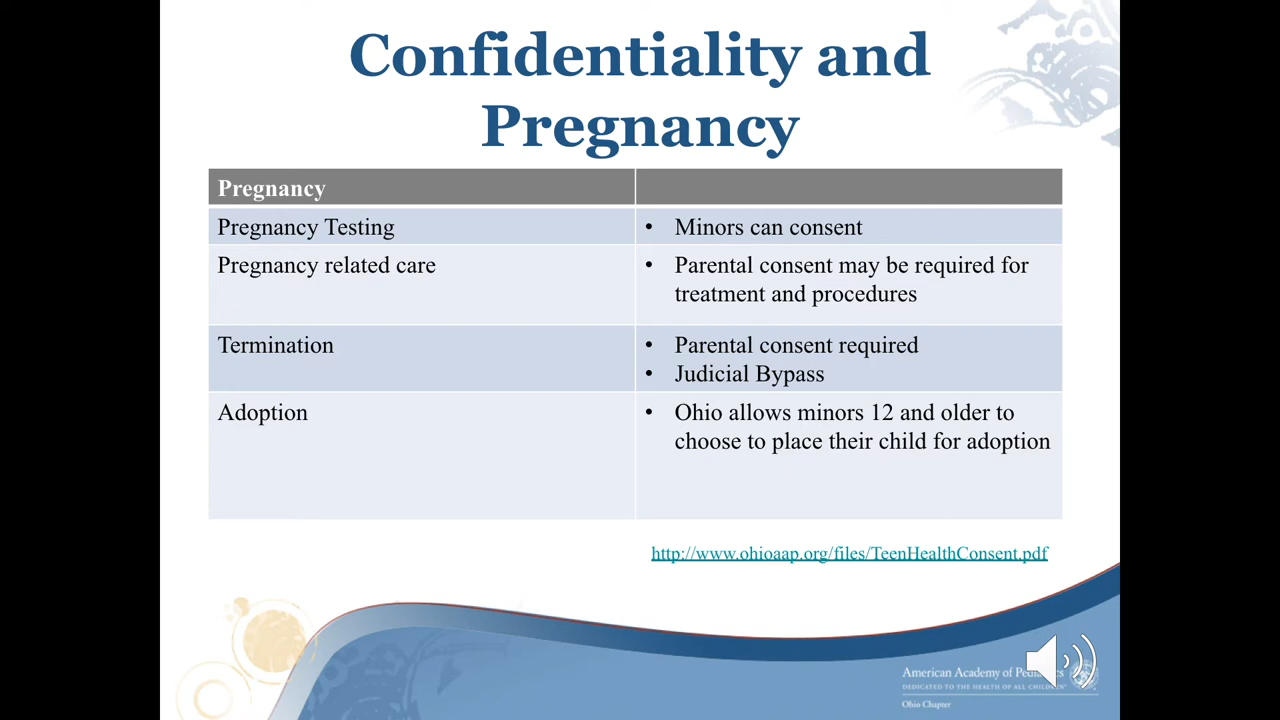 Confidentiality and
Pregnancy
Pregnancy
Pregnancy Testing
• Minors can consent
Pregnancy related care
• Parental consent may be required for
treatment and procedures
Termination
• Parental consent required
• Judicial Bypass
Adoption
• Ohio allows minors 12 and older to
choose to place their child for adoption
http://www.ohioaap.org/files/TeenHealthConsent.pdf
American Academy of Pediatrics
DEDICATED TO THE HEALTH OF ALL CHILDREN
Ohio Chapter